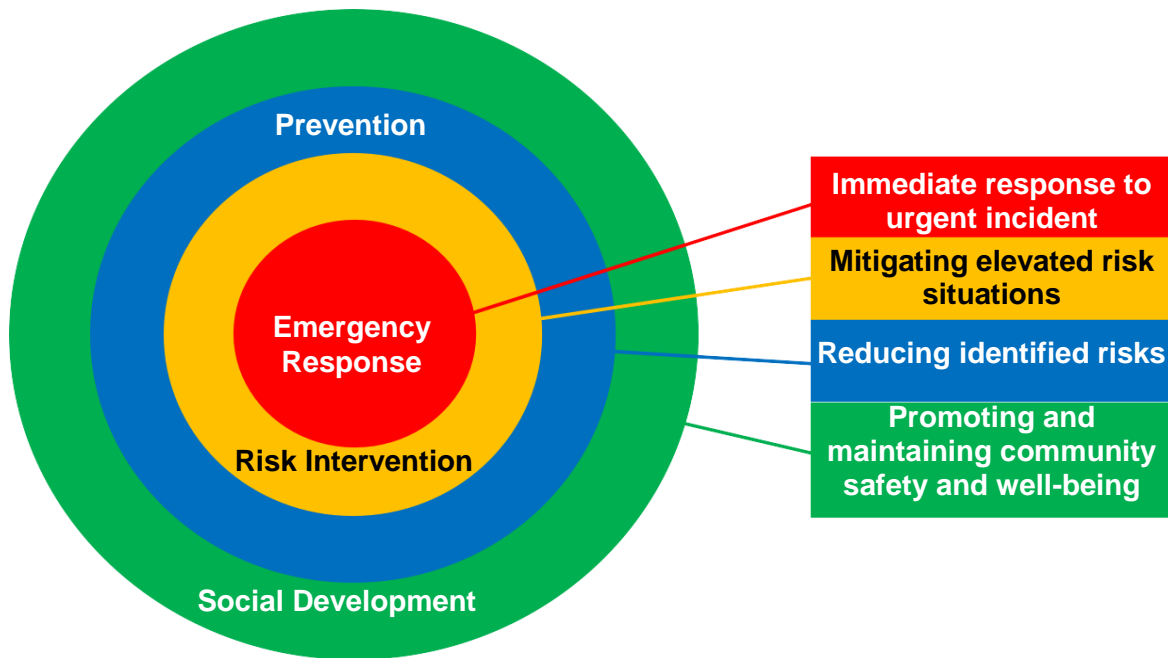 Prevention
Emergency
Response
Risk Intervention
Social Development
Immediate response to
urgent incident
Mitigating elevated risk
situations
Reducing identified risks
Promoting and
maintaining community
safety and well-being